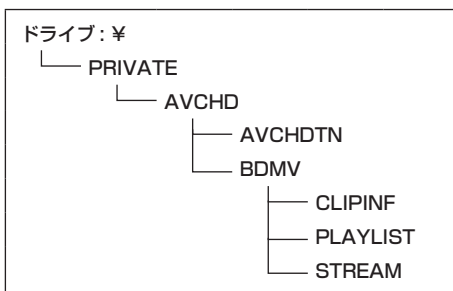 ドライブ:¥
PRIVATE
AVCHD
AVCHDTN
BDMV
CLIPINF
PLAYLIST
STREAM